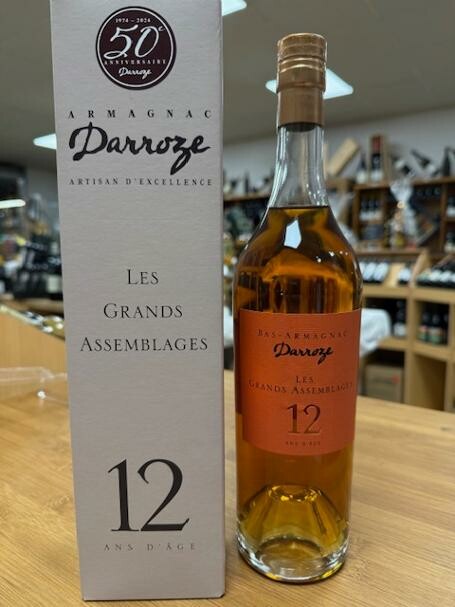 1974 - 2024
50e
ANNIVERSAIRE
Darroze
ARMAGNAC
Darroze
ARTISAN D'EXCELLENCE
LES
GRANDS
ASSEMBLAGES
12
ANS D'ÂGE
BAS-ARMAGNAC
Darroze
LES
GRANDS ASSEMBLAGES
12
ANS D'ÂGE